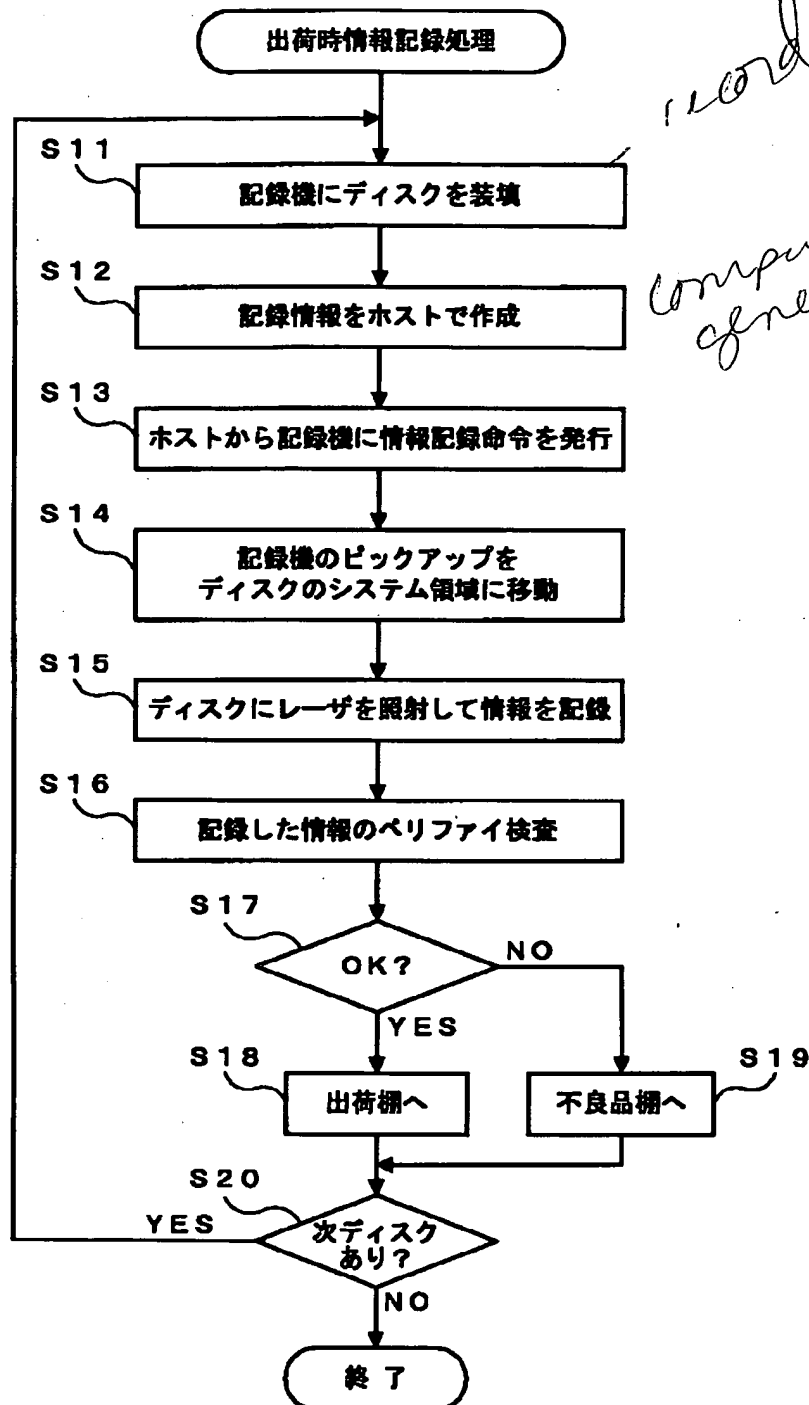 出荷時情報記録処理
S11
記録機にディスクを装填
S12
記録情報をホストで作成
S13
ホストから記録機に情報記録命令を発行
S14
記録機のピックアップを
ディスクのシステム領域に移動
S15
ディスクにレーザを照射して情報を記録
S16
記録した情報のベリファイ検査
S17
OK?
NO
YES
S18
出荷棚へ
S19
不良品棚へ
S20
次ディスク
あり?
YES
NO
終了